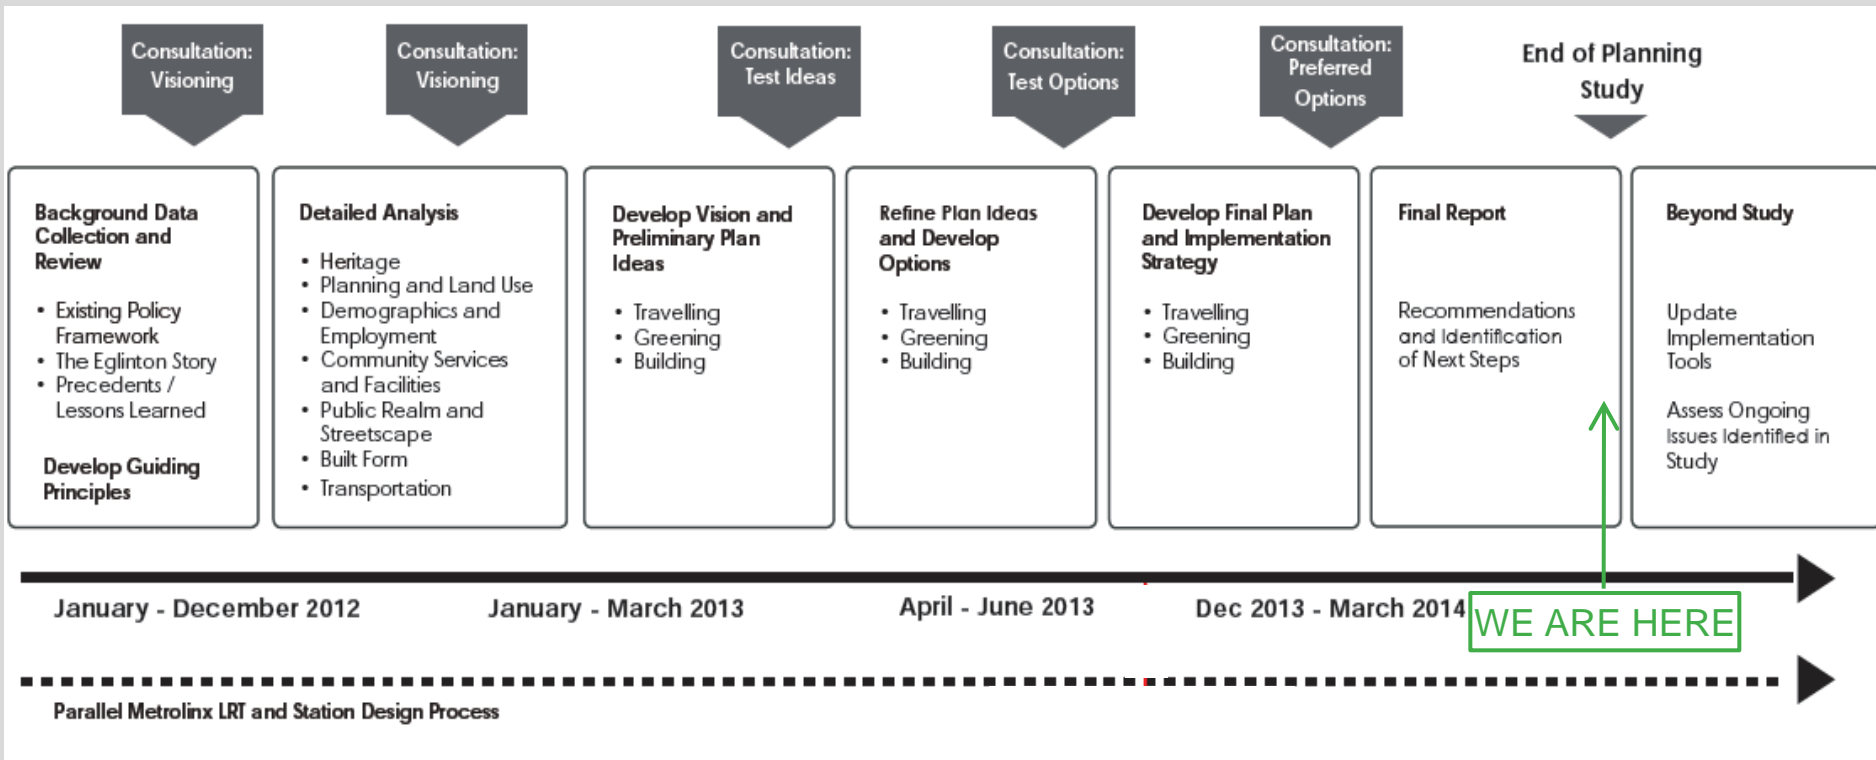 Consultation:
Visioning
Consultation:
Visioning
Consultation:
Test Ideas
Consultation:
Test Options
Consultation:
Preferred
Options
End of Planning
Study
Background Data
Collection and
Review
• Existing Policy
Framework
• The Eglinton Story
• Precedents /
Lessons Learned
Develop Guiding
Principles
Detailed Analysis
• Heritage
• Planning and Land Use
• Demographics and
Employment
• Community Services
and Facilities
• Public Realm and
Streetscape
• Built Form
• Transportation
Develop Vision and
Preliminary Plan
Ideas
• Travelling
• Greening
• Building
Refine Plan Ideas
and Develop
Options
• Travelling
• Greening
• Building
Develop Final Plan
and Implementation
Strategy
• Travelling
• Greening
• Building
Final Report
Recommendations
and Identification
of Next Steps
Beyond Study
Update
Implementation
Tools
Assess Ongoing
Issues Identified in
Study
January - December 2012
January - March 2013
April - June 2013
Dec 2013 - March 2014
WE ARE HERE
Parallel Metrolinx LRT and Station Design Process